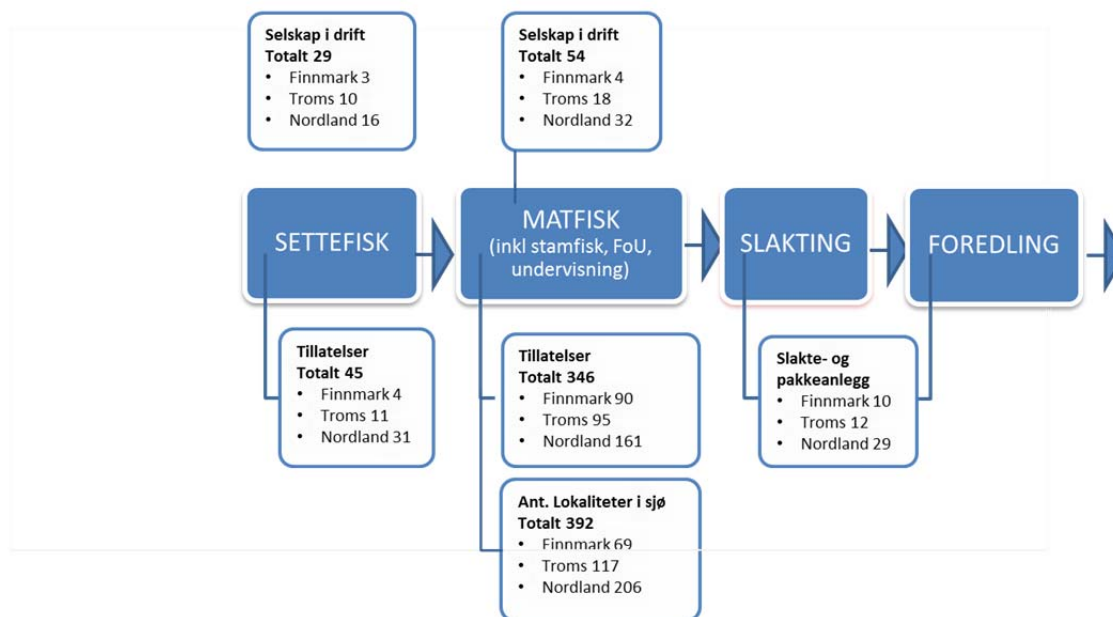 Selskap i drift
Totalt 29
• Finnmark 3
• Troms 10
• Nordland 16
Selskap i drift
Totalt 54
• Finnmark 4
• Troms 18
• Nordland 32
SETTEFISK
MATFISK
(inkl stamfisk, FoU,
undervisning)
SLAKTING
FOREDLING
Tillatelser
Totalt 45
• Finnmark 4
• Troms 11
• Nordland 31
Tillatelser
Totalt 346
• Finnmark 90
• Troms 95
• Nordland 161
Slakte- og
pakkeanlegg
• Finnmark 10
• Troms 12
• Nordland 29
Ant. Lokaliteter i sjø
Totalt 392
• Finnmark 69
• Troms 117
• Nordland 206